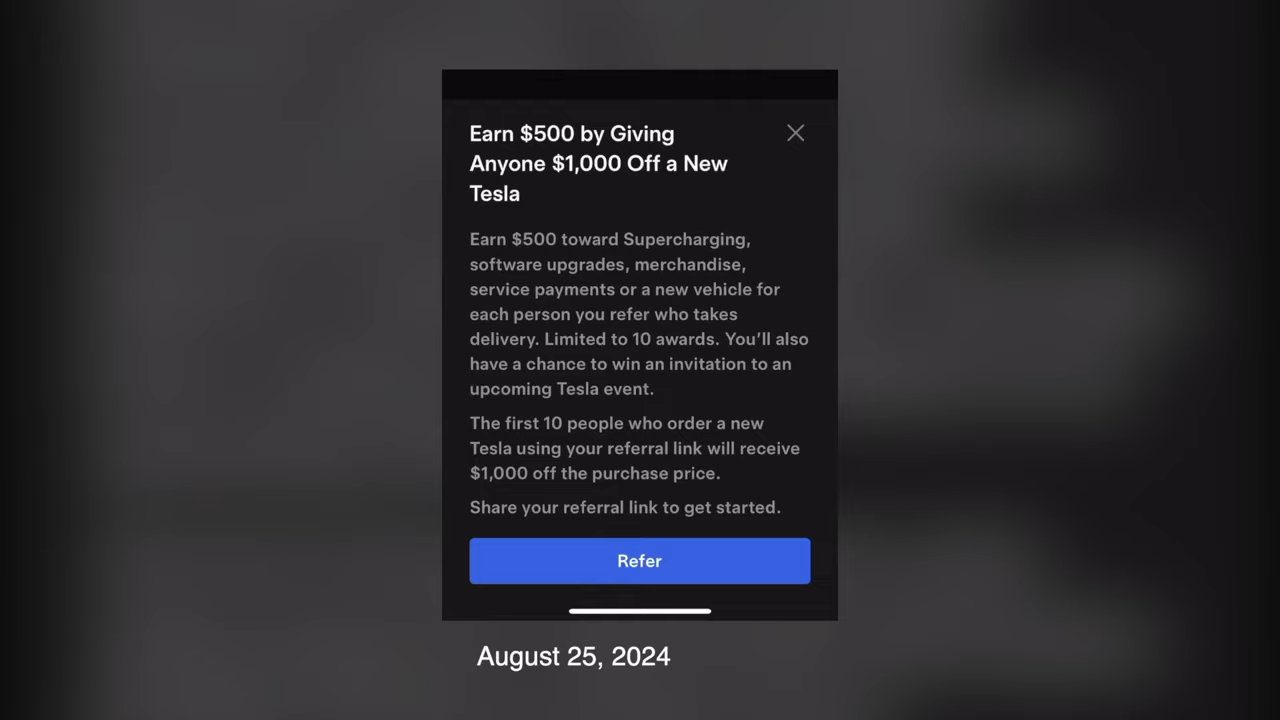 Earn $500 by Giving
Anyone $1,000 Off a New
Tesla
Earn $500 toward Supercharging,
software upgrades, merchandise,
service payments or a new vehicle for
each person you refer who takes
delivery. Limited to 10 awards. You’ll also
have a chance to win an invitation to an
upcoming Tesla event.
The first 10 people who order a new
Tesla using your referral link will receive
$1,000 off the purchase price.
Share your referral link to get started.
Refer
August 25, 2024